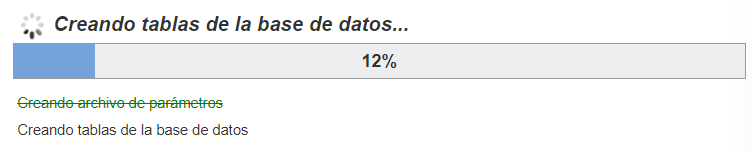 Creando tablas de la base de datos...
12%
Creando archivo de parámetros
Creando tablas de la base de datos